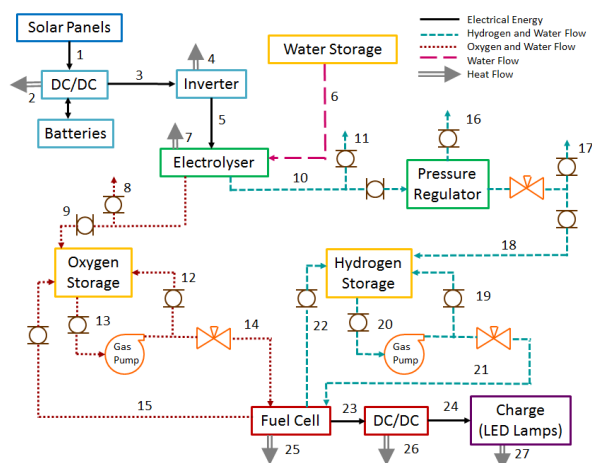 Solar Panels
Electrical Energy
Hydrogen and Water Flow
Oxygen and Water Flow
Water Flow
Heat Flow
1
4
Water Storage
2
DC/DC
3
Inverter
6
5
Batteries
7
11
16
17
Electrolyser
10
Pressure
Regulator
8
9
18
Oxygen
Storage
12
Hydrogen
Storage
19
13
14
22
20
Gas
Pump
Gas
Pump
21
15
Fuel Cell
23
DC/DC
24
Charge
(LED Lamps)
25
26
27